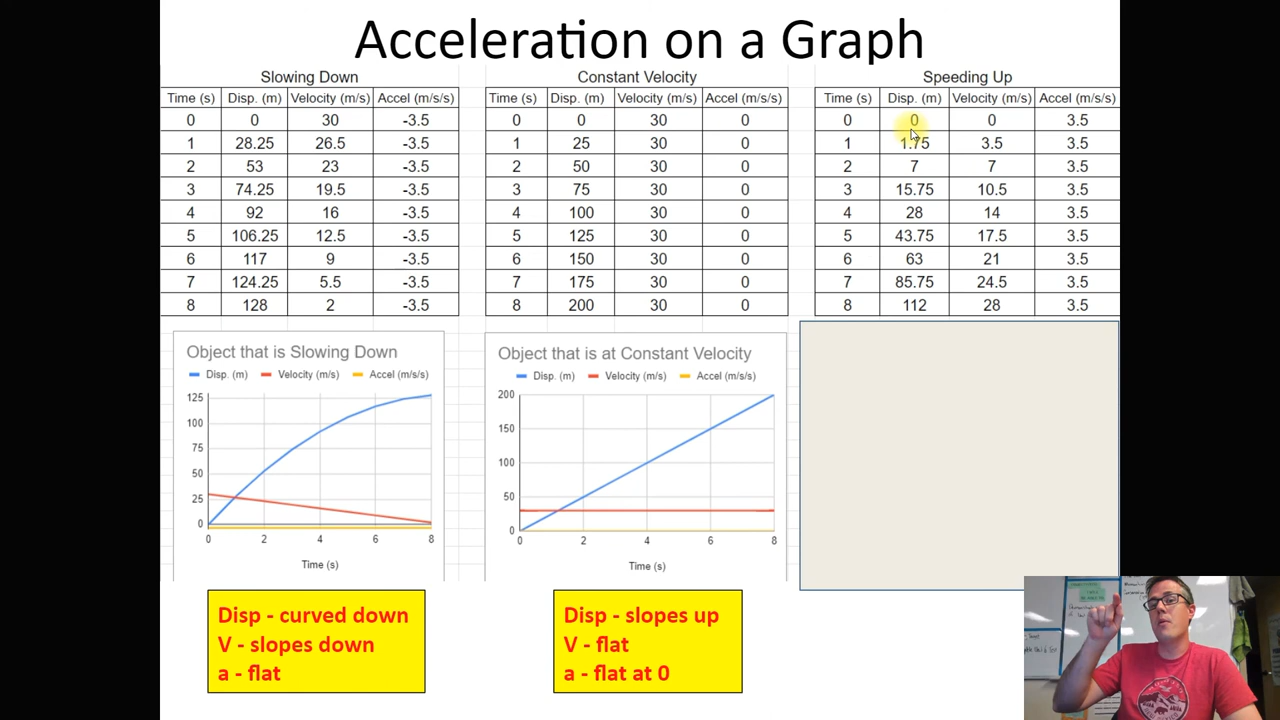 Acceleration on a Graph
Slowing Down
Time (s) Disp. (m) Velocity (m/s) Accel (m/s/s)
0 0 30 -3.5
1 28.25 26.5 -3.5
2 53 23 -3.5
3 74.25 19.5 -3.5
4 92 16 -3.5
5 106.25 12.5 -3.5
6 117 9 -3.5
7 124.25 5.5 -3.5
8 128 2 -3.5
Constant Velocity
Time (s) Disp. (m) Velocity (m/s) Accel (m/s/s)
0 0 30 0
1 25 30 0
2 50 30 0
3 75 30 0
4 100 30 0
5 125 30 0
6 150 30 0
7 175 30 0
8 200 30 0
Speeding Up
Time (s) Disp. (m) Velocity (m/s) Accel (m/s/s)
0 0 0 3.5
1 1.75 3.5 3.5
2 7 7 3.5
3 15.75 10.5 3.5
4 28 14 3.5
5 43.75 17.5 3.5
6 63 21 3.5
7 85.75 24.5 3.5
8 112 28 3.5
Object that is Slowing Down
Disp. (m) Velocity (m/s) Accel (m/s/s)
125
100
75
50
25
0
0 2 4 6 8
Time (s)
Object that is at Constant Velocity
Disp. (m) Velocity (m/s) Accel (m/s/s)
200
150
100
50
0
0 2 4 6 8
Time (s)
Disp - curved down
V - slopes down
a - flat
Disp - slopes up
V - flat
a - flat at 0